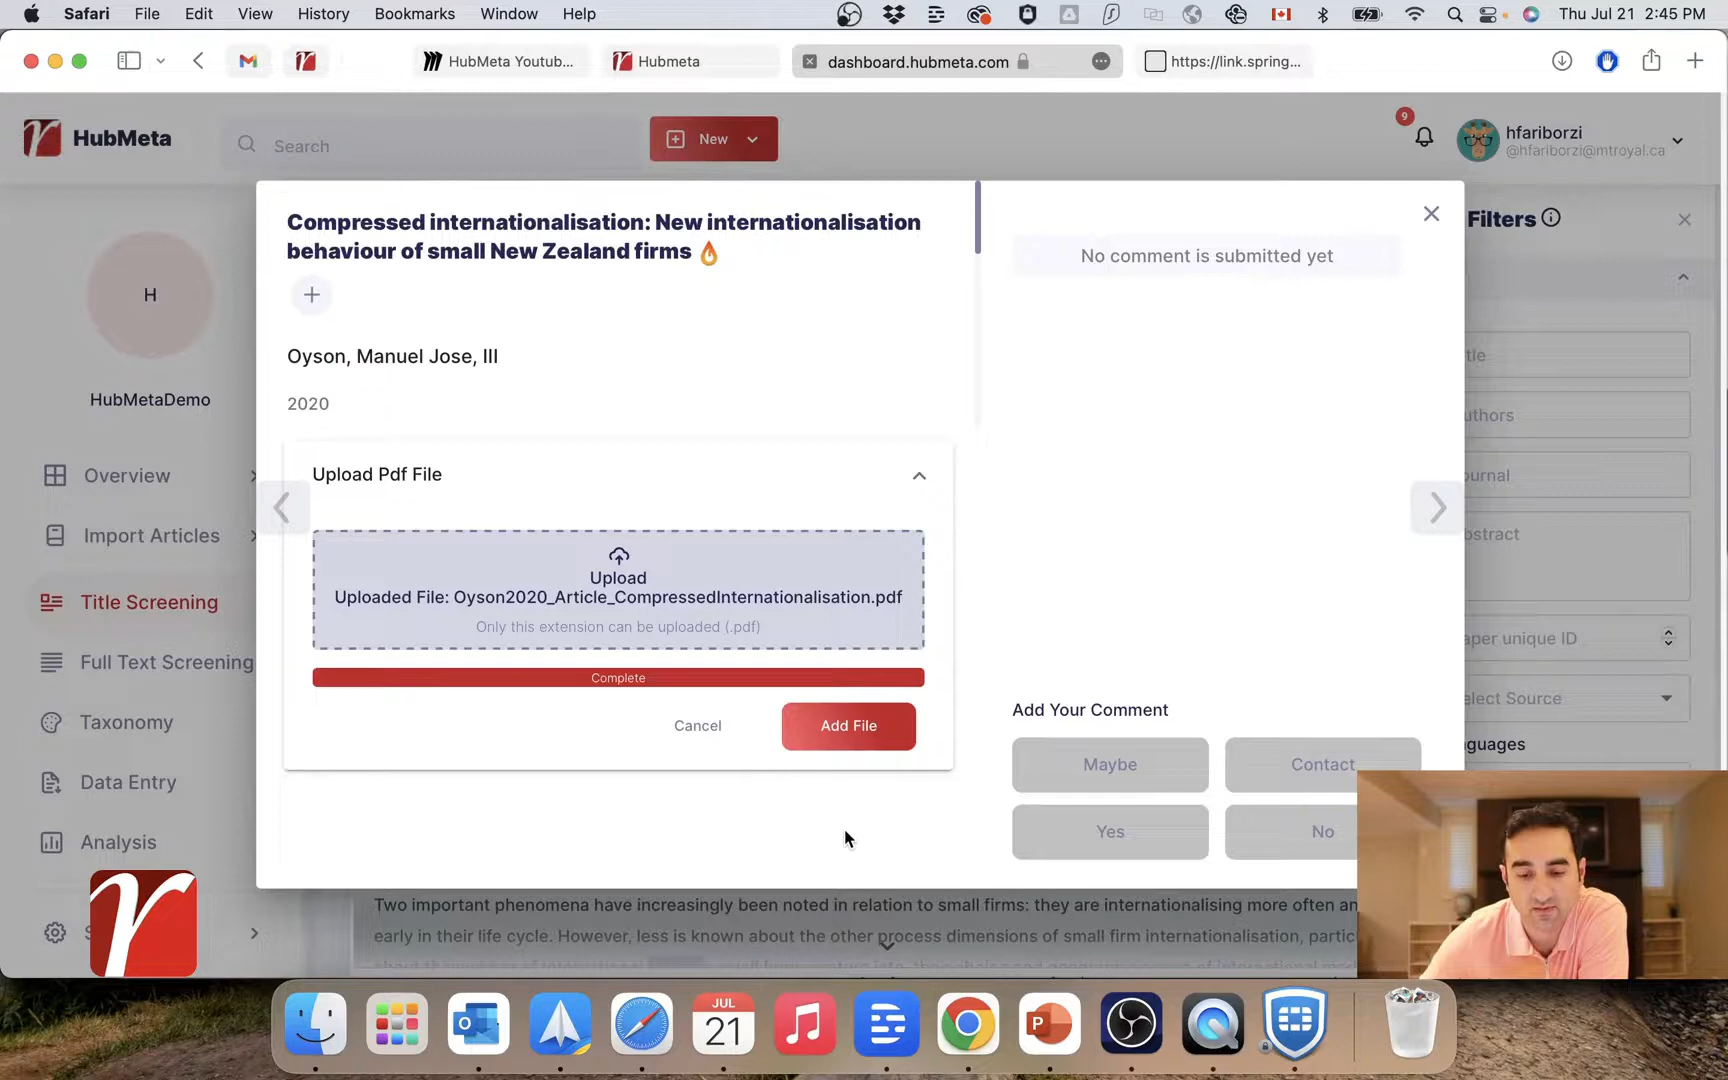 Safari File Edit View History Bookmarks Window Help Thu Jul 21 2:45 PM
HubMeta Youtub... Hubmeta dashboard.hubmeta.com https://link.spring...
HubMeta
Search
New
9
hfariborzi
@hfariborzi@mtroyal.ca
H
HubMetaDemo
Overview
Import Articles
Title Screening
Full Text Screening
Taxonomy
Data Entry
Analysis
S
Compressed internationalisation: New internationalisation
behaviour of small New Zealand firms
Oyson, Manuel Jose, III
2020
Upload Pdf File
Upload
Uploaded File: Oyson2020_Article_CompressedInternationalisation.pdf
Only this extension can be uploaded (.pdf)
Complete
Cancel Add File
No comment is submitted yet
Add Your Comment
Maybe Contact
Yes No
Filters
tle
uthors
ournal
bstract
aper unique ID
elect Source
nguages
Two important phenomena have increasingly been noted in relation to small firms: they are internationalising more often an
early in their life cycle. However, less is known about the other process dimensions of small firm internationalisation, partic
JUL
21